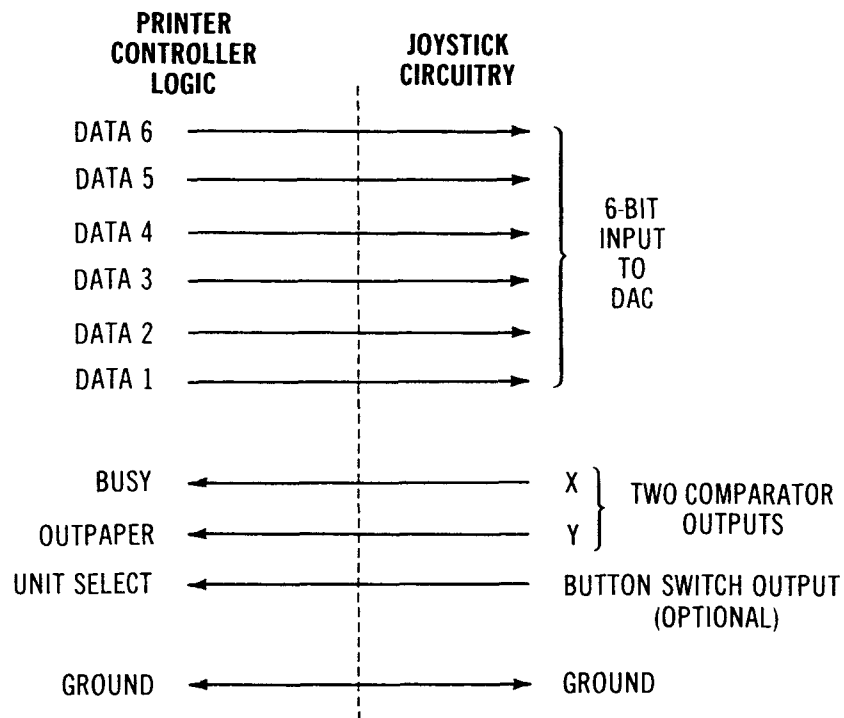 PRINTER
CONTROLLER
LOGIC
JOYSTICK
CIRCUITRY
DATA 6
DATA 5
DATA 4
DATA 3
DATA 2
DATA 1
6-BIT
INPUT
TO
DAC
BUSY
X
OUTPAPER
Y
TWO COMPARATOR
OUTPUTS
UNIT SELECT
BUTTON SWITCH OUTPUT
(OPTIONAL)
GROUND
GROUND